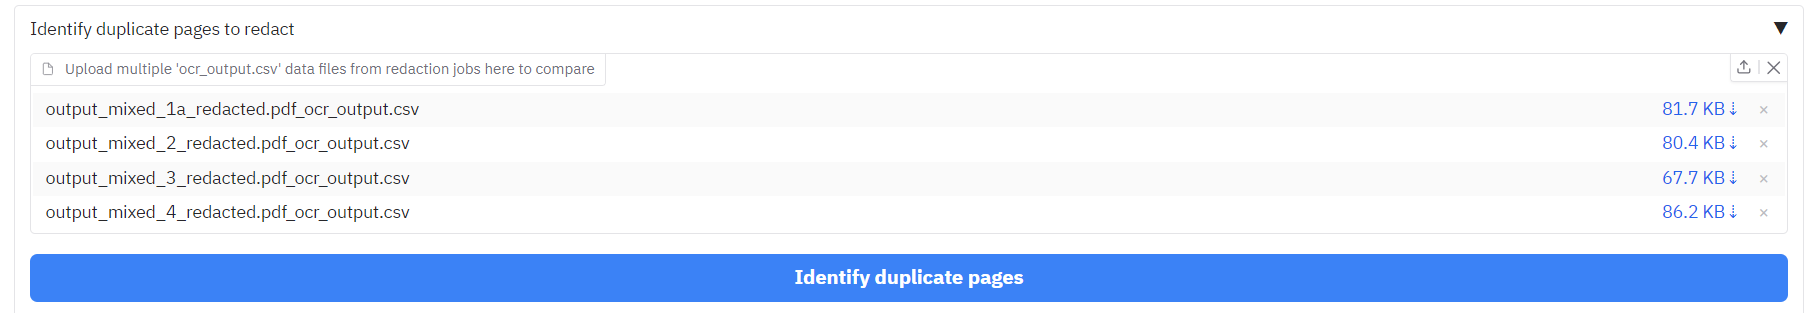 Identify duplicate pages to redact
Upload multiple 'ocr_output.csv' data files from redaction jobs here to compare
output_mixed_1a_redacted.pdf_ocr_output.csv 81.7 KB⇣ ×
output_mixed_2_redacted.pdf_ocr_output.csv 80.4 KB⇣ ×
output_mixed_3_redacted.pdf_ocr_output.csv 67.7 KB⇣ ×
output_mixed_4_redacted.pdf_ocr_output.csv 86.2 KB⇣ ×
Identify duplicate pages